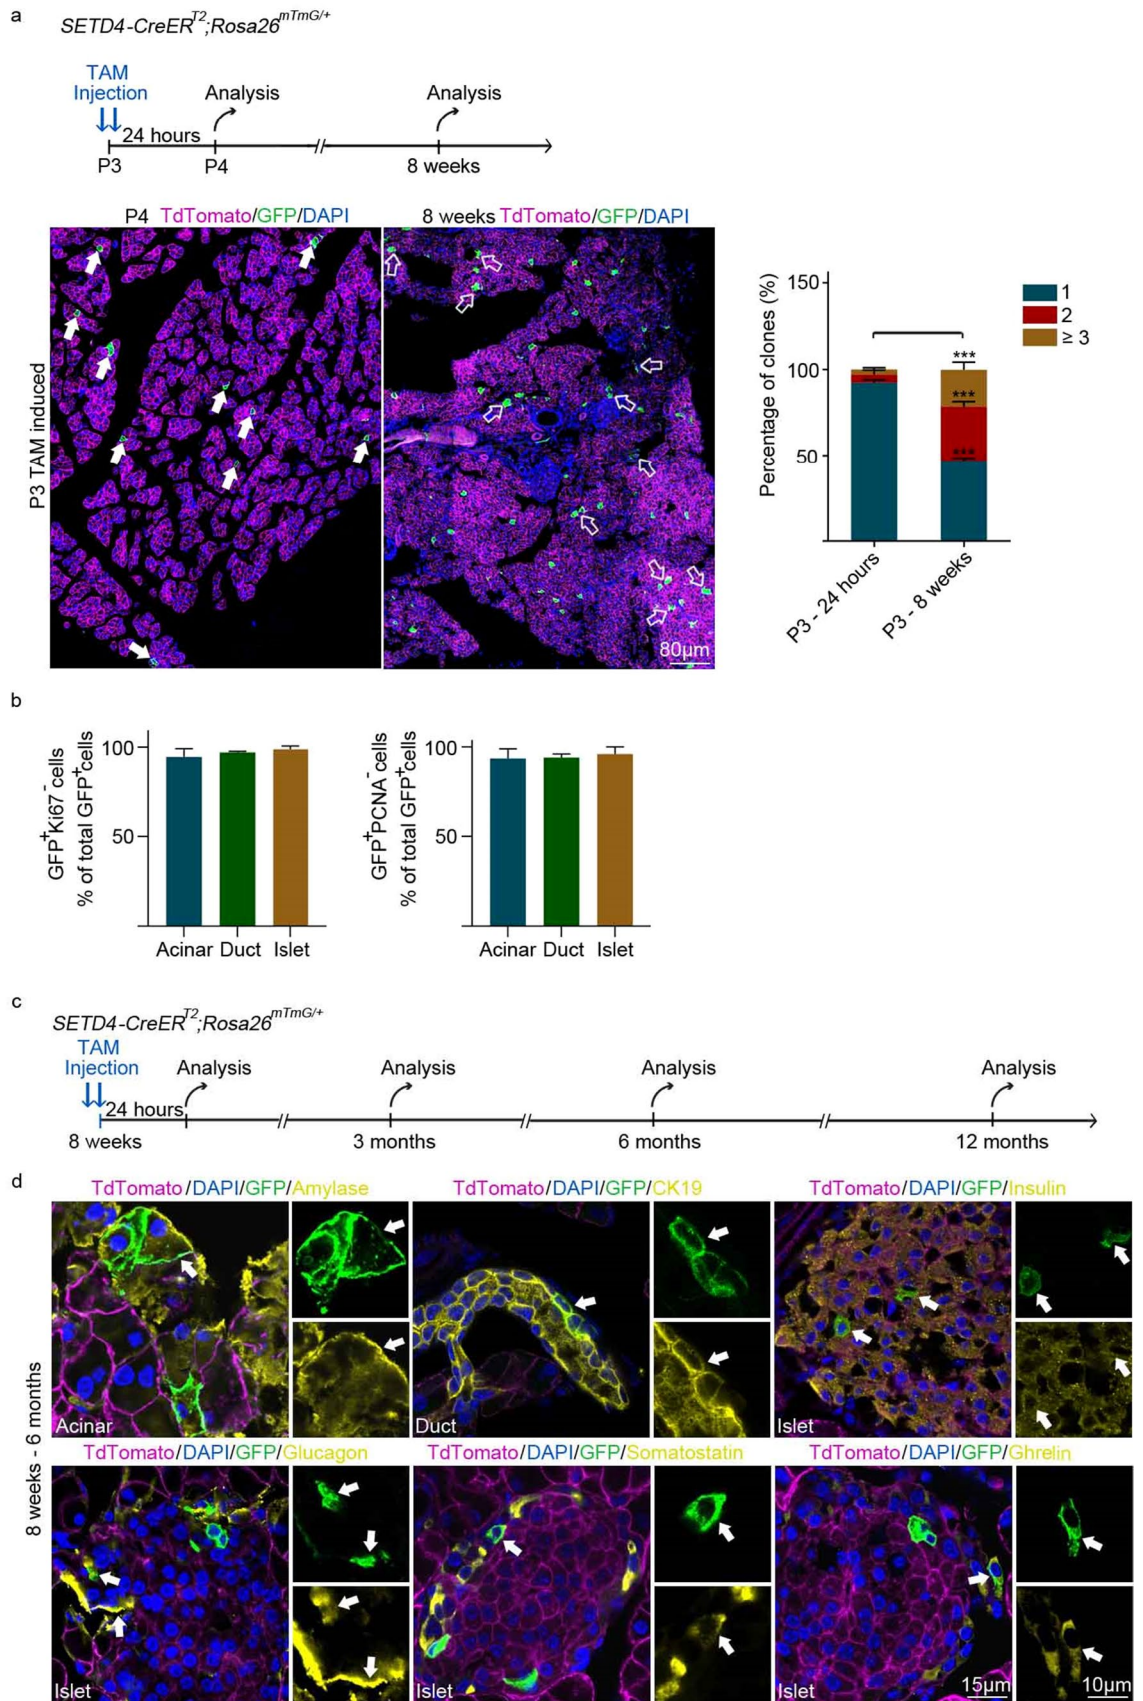 a
SETD4-CreER^T2;Rosa26^mTmG/+
TAM
Injection
Analysis
Analysis
24 hours
P3
P4
8 weeks
P4 TdTomato/GFP/DAPI
8 weeks TdTomato/GFP/DAPI
P3 TAM induced
80µm
Percentage of clones (%)
150
100
50
1
2
≥ 3
***
***
***
P3 - 24 hours
P3 - 8 weeks
b
GFP+Ki67- cells
% of total GFP+cells
100
50
Acinar Duct Islet
GFP+PCNA- cells
% of total GFP+cells
100
50
Acinar Duct Islet
c
SETD4-CreER^T2;Rosa26^mTmG/+
TAM
Injection
Analysis
Analysis
Analysis
Analysis
24 hours
8 weeks
3 months
6 months
12 months
d
8 weeks - 6 months
TdTomato/DAPI/GFP/Amylase
TdTomato/DAPI/GFP/CK19
TdTomato/DAPI/GFP/Insulin
Acinar
Duct
Islet
TdTomato/DAPI/GFP/Glucagon
TdTomato/DAPI/GFP/Somatostatin
TdTomato/DAPI/GFP/Ghrelin
Islet
Islet
Islet
15µm
10µm